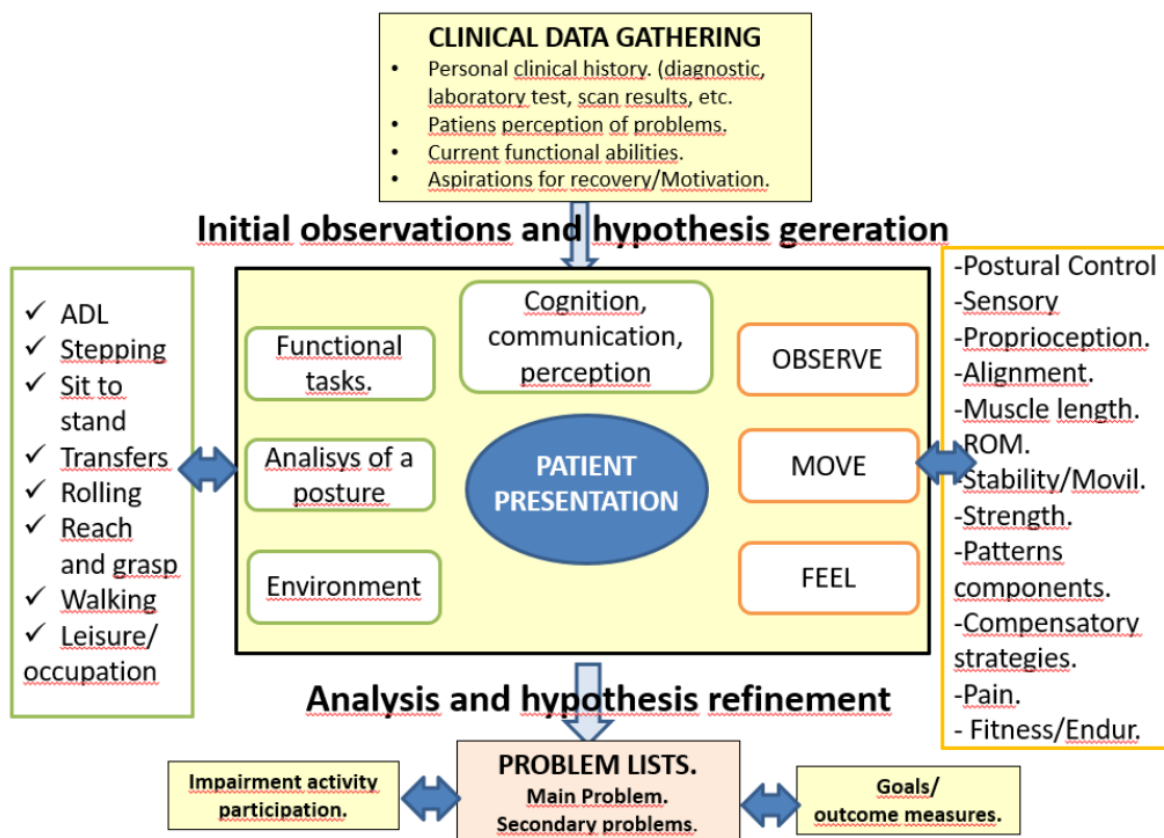 CLINICAL DATA GATHERING
• Personal clinical history. (diagnostic,
laboratory test, scan results, etc.
• Patiens perception of problems.
• Current functional abilities.
• Aspirations for recovery/Motivation.
Initial observations and hypothesis gereration
✓ ADL
✓ Stepping
✓ Sit to
stand
✓ Transfers
✓ Rolling
✓ Reach
and grasp
✓ Walking
✓ Leisure/
occupation
Functional
tasks.
Analisys of a
posture
Environment
Cognition,
communication,
perception
PATIENT
PRESENTATION
OBSERVE
MOVE
FEEL
-Postural Control
-Sensory
-Proprioception.
-Alignment.
-Muscle length.
-ROM.
-Stability/Movil.
-Strength.
-Patterns
components.
-Compensatory
strategies.
-Pain.
- Fitness/Endur.
Analysis and hypothesis refinement
Impairment activity
participation.
PROBLEM LISTS.
Main Problem.
Secondary problems.
Goals/
outcome measures.